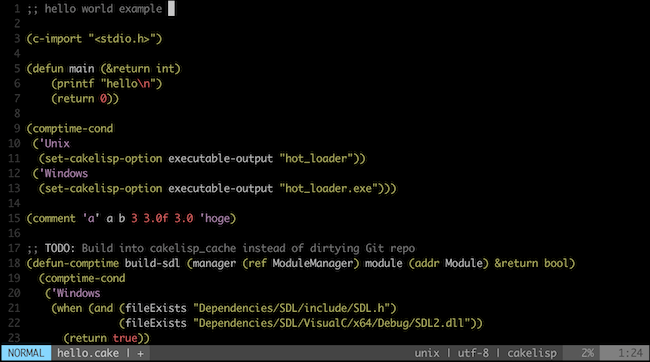 1 ;; hello world example
2
3 (c-import "<stdio.h>")
4
5 (defun main (&return int)
6     (printf "hello\n")
7     (return 0))
8
9 (comptime-cond
10  ('Unix
11   (set-cakelisp-option executable-output "hot_loader"))
12  ('Windows
13   (set-cakelisp-option executable-output "hot_loader.exe")))
14
15 (comment 'a' a b 3 3.0f 3.0 'hoge)
16
17 ;; TODO: Build into cakelisp_cache instead of dirtying Git repo
18 (defun-comptime build-sdl (manager (ref ModuleManager) module (addr Module) &return bool)
19   (comptime-cond
20    ('Windows
21     (when (and (fileExists "Dependencies/SDL/include/SDL.h")
22                (fileExists "Dependencies/SDL/VisualC/x64/Debug/SDL2.dll"))
23       (return true))
NORMAL hello.cake | + unix | utf-8 | cakelisp 2% 1:24